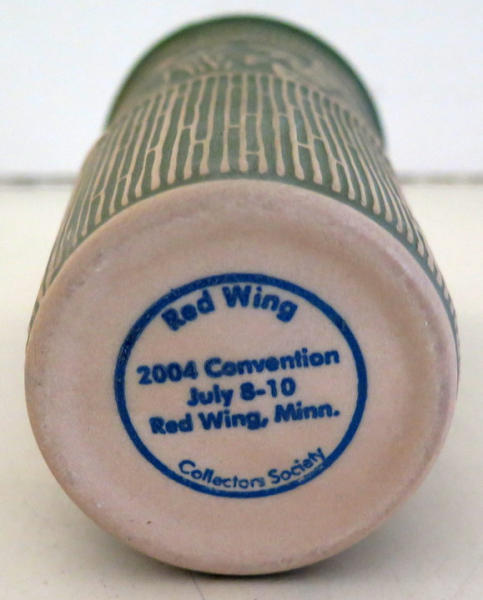 Red Wing
2004 Convention
July 8-10
Red Wing, Minn.
Collectors Society